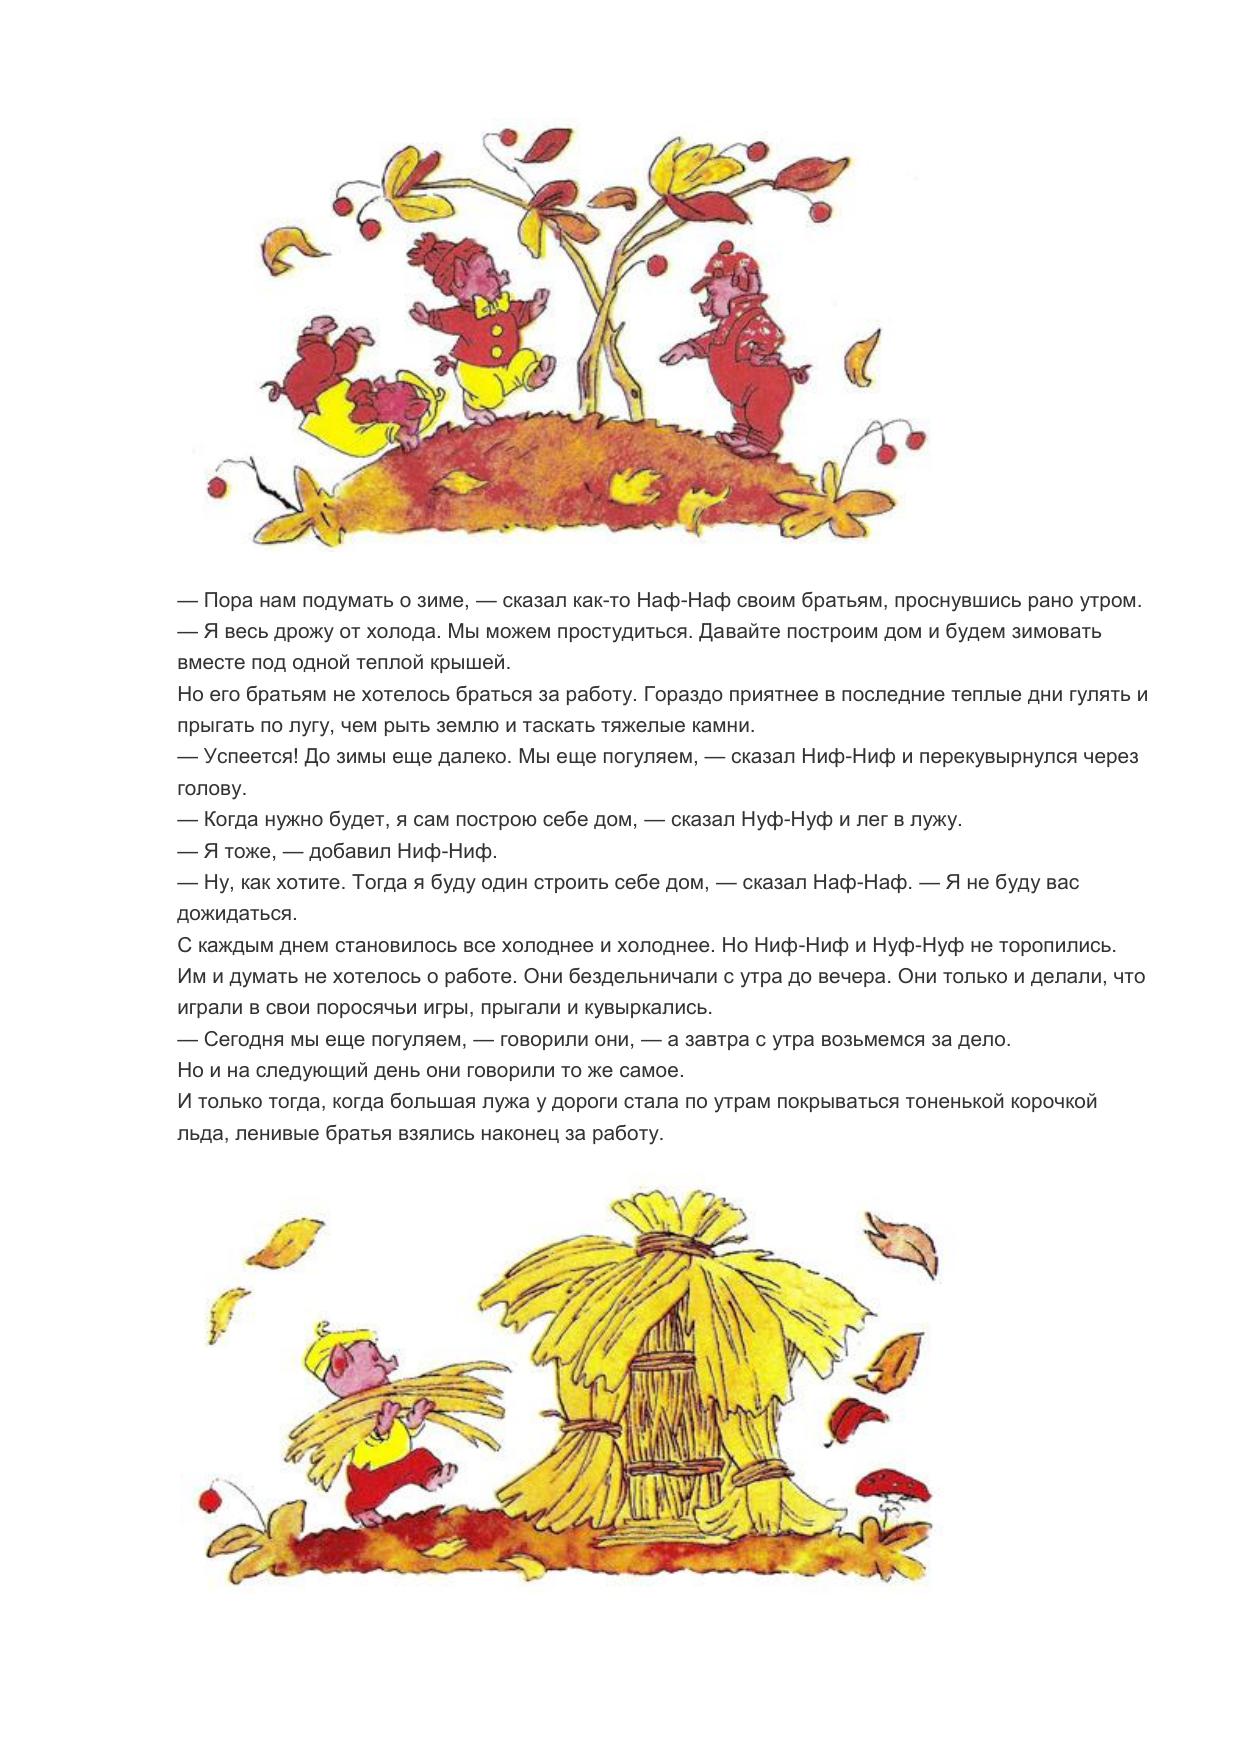 — Пора нам подумать о зиме, — сказал как-то Наф-Наф своим братьям, проснувшись рано утром.
— Я весь дрожу от холода. Мы можем простудиться. Давайте построим дом и будем зимовать
вместе под одной теплой крышей.
Но его братьям не хотелось браться за работу. Гораздо приятнее в последние теплые дни гулять и
прыгать по лугу, чем рыть землю и таскать тяжелые камни.
— Успеется! До зимы еще далеко. Мы еще погуляем, — сказал Ниф-Ниф и перекувырнулся через
голову.
— Когда нужно будет, я сам построю себе дом, — сказал Нуф-Нуф и лег в лужу.
— Я тоже, — добавил Ниф-Ниф.
— Ну, как хотите. Тогда я буду один строить себе дом, — сказал Наф-Наф. — Я не буду вас
дожидаться.
С каждым днем становилось все холоднее и холоднее. Но Ниф-Ниф и Нуф-Нуф не торопились.
Им и думать не хотелось о работе. Они бездельничали с утра до вечера. Они только и делали, что
играли в свои поросячьи игры, прыгали и кувыркались.
— Сегодня мы еще погуляем, — говорили они, — а завтра с утра возьмемся за дело.
Но и на следующий день они говорили то же самое.
И только тогда, когда большая лужа у дороги стала по утрам покрываться тоненькой корочкой
льда, ленивые братья взялись наконец за работу.